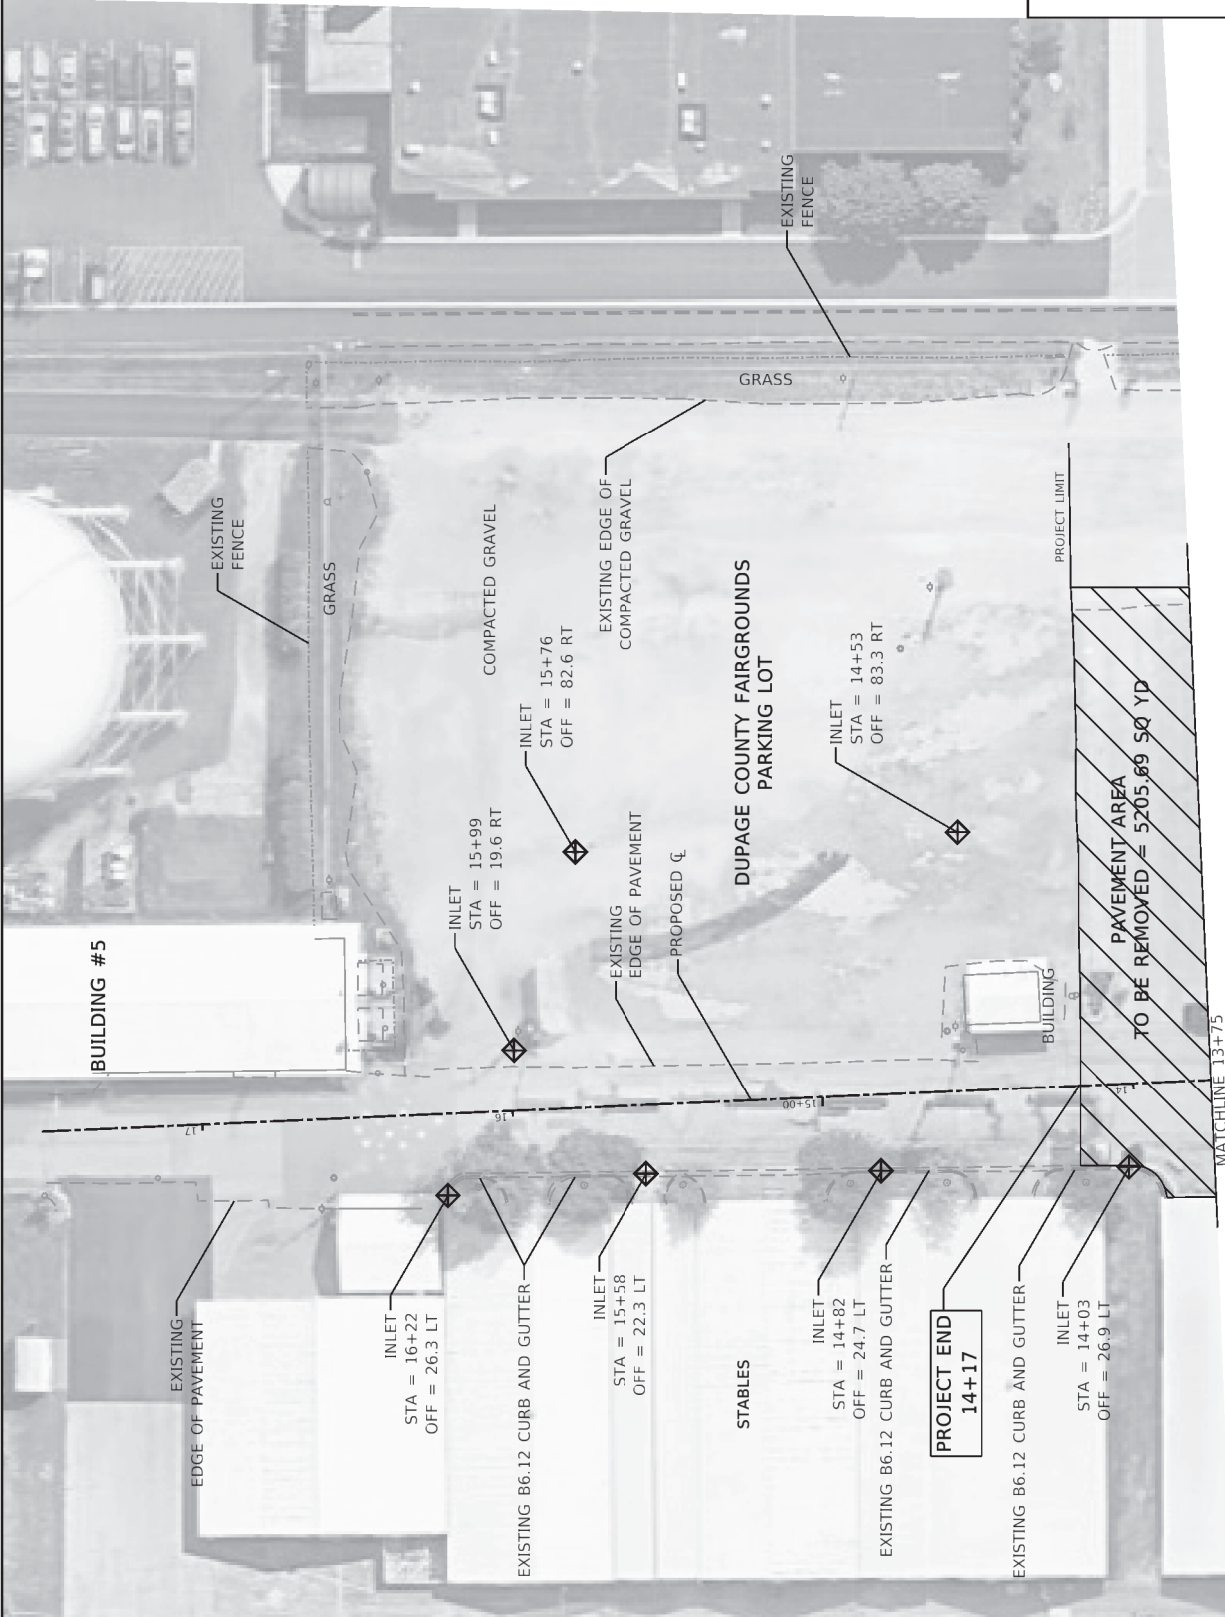 EXISTING
FENCE
EXISTING
FENCE
GRASS
GRASS
COMPACTED GRAVEL
EXISTING EDGE OF
COMPACTED GRAVEL
PROJECT LIMIT
INLET
STA = 15+76
OFF = 82.6 RT
DUPAGE COUNTY FAIRGROUNDS
PARKING LOT
INLET
STA = 14+53
OFF = 83.3 RT
PAVEMENT AREA
TO BE REMOVED = 5205.69 SQ YD
INLET
STA = 15+99
OFF = 19.6 RT
EXISTING
EDGE OF PAVEMENT
PROPOSED ℄
BUILDING #5
BUILDING
MATCHLINE 13+75
17
16
15+00
14
EXISTING
EDGE OF PAVEMENT
INLET
STA = 16+22
OFF = 26.3 LT
EXISTING B6.12 CURB AND GUTTER
INLET
STA = 15+58
OFF = 22.3 LT
STABLES
INLET
STA = 14+82
OFF = 24.7 LT
EXISTING B6.12 CURB AND GUTTER
PROJECT END
14+17
EXISTING B6.12 CURB AND GUTTER
INLET
STA = 14+03
OFF = 26.9 LT